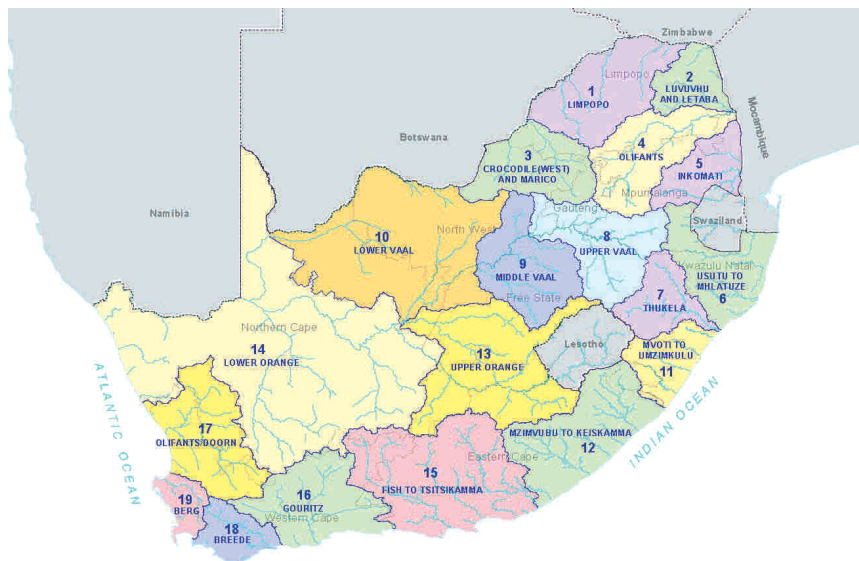 Zimbabwe
Limpopo
1
LIMPOPO
2
LUVUVHU
AND LETABA
Mocambique
Botswana
3
CROCODILE(WEST)
AND MARICO
4
OLIFANTS
5
INKOMATI
Mpumalanga
Namibia
Gauteng
Swaziland
10
LOWER VAAL
North West
8
UPPER VAAL
9
MIDDLE VAAL
Free State
Kwazulu Natal
USUTU TO
MHLATUZE
6
7
THUKELA
Northern Cape
14
LOWER ORANGE
13
UPPER ORANGE
Lesotho
MVOTI TO
UMZIMKULU
11
ATLANTIC OCEAN
INDIAN OCEAN
17
OLIFANTS/DOORN
MZIMVUBU TO KEISKAMMA
12
Eastern Cape
15
FISH TO TSITSIKAMMA
16
GOURITZ
Western Cape
19
BERG
18
BREEDE